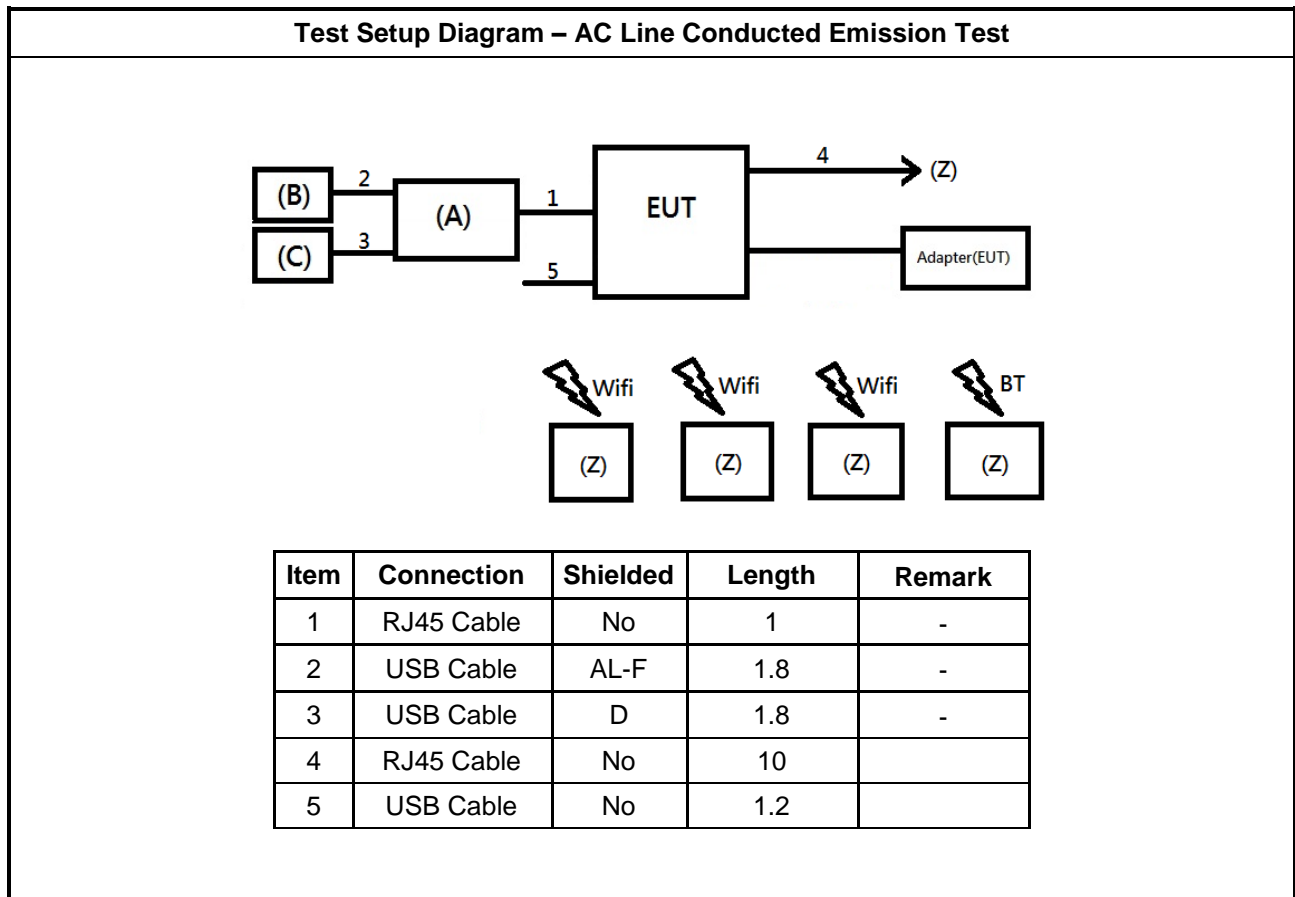 Test Setup Diagram – AC Line Conducted Emission Test
(B) 2 (A) 1 EUT 4 (Z)
(C) 3 5 Adapter(EUT)
Wifi Wifi Wifi BT
(Z) (Z) (Z) (Z)
Item Connection Shielded Length Remark
1 RJ45 Cable No 1 -
2 USB Cable AL-F 1.8 -
3 USB Cable D 1.8 -
4 RJ45 Cable No 10
5 USB Cable No 1.2